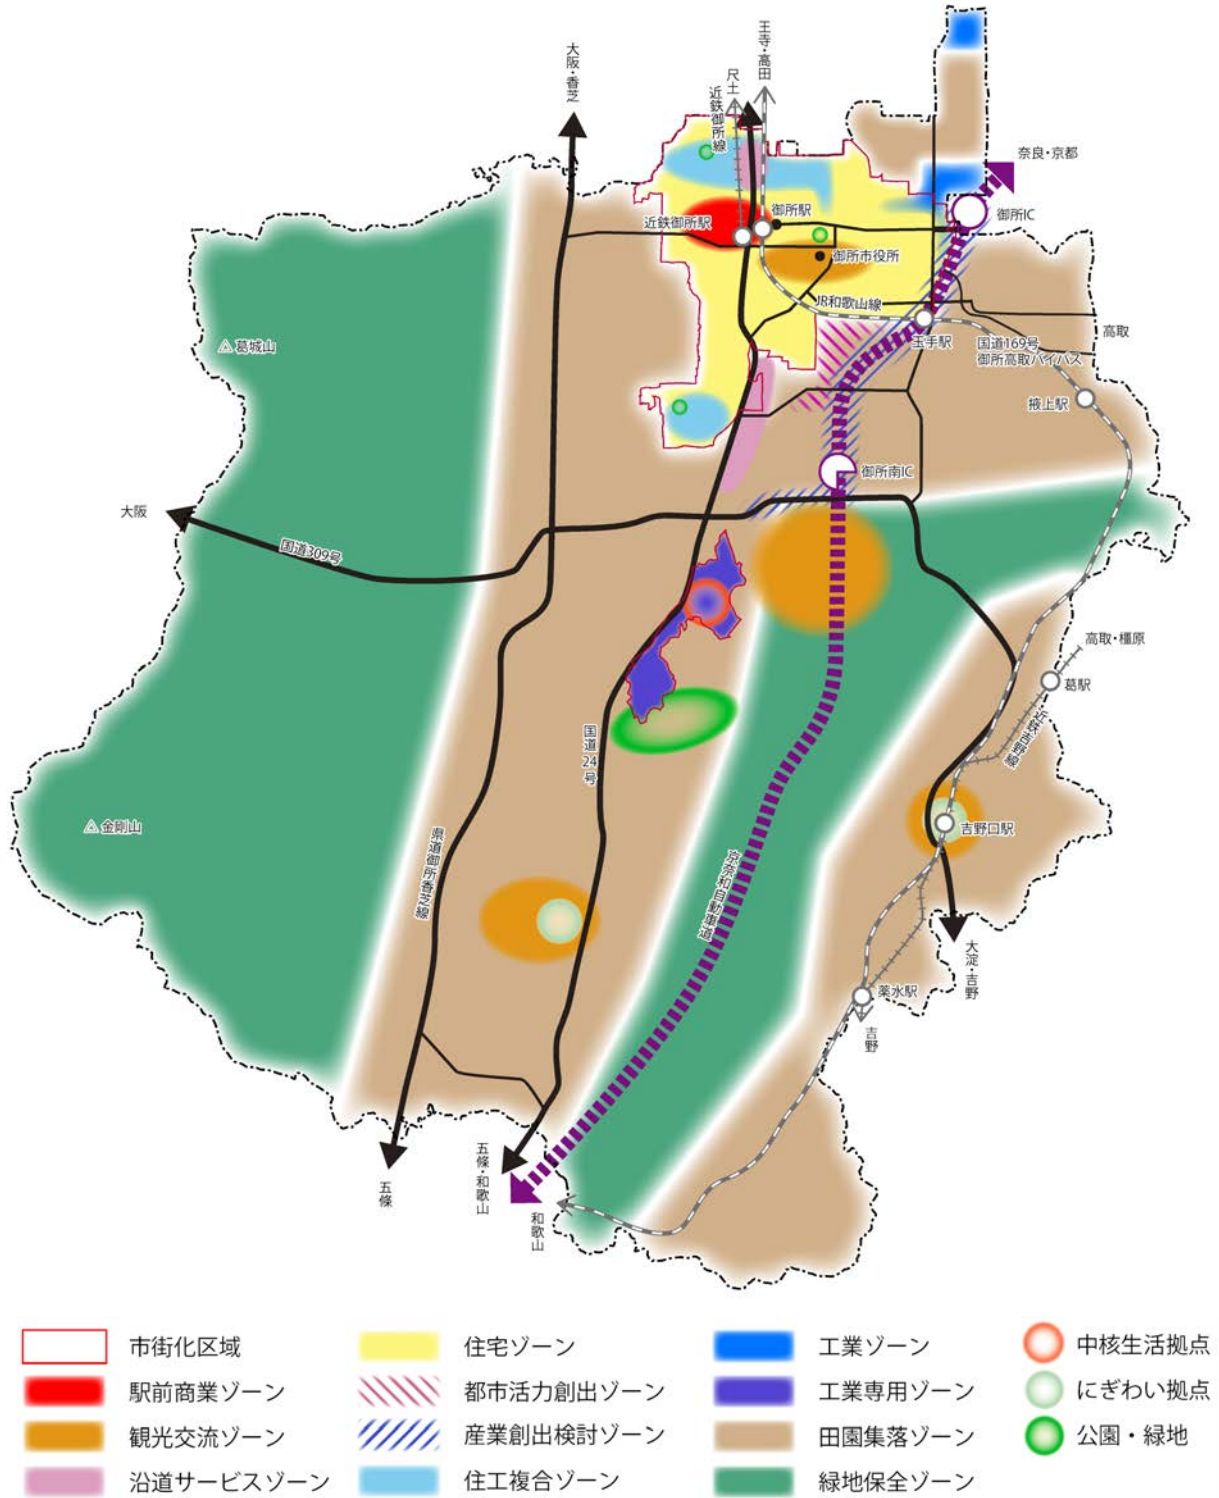 大阪・香芝
尺土
近鉄御所線
王寺・高田
奈良・京都
御所IC
近鉄御所駅
御所駅
御所市役所
JR和歌山線
玉手駅
国道169号
御所高取バイパス
高取
掖上駅
葛城山
御所南IC
大阪
国道309号
高取・橿原
葛駅
近鉄吉野線
国道24号
金剛山
吉野口駅
県道御所香芝線
京奈和自動車道
大淀・吉野
薬水駅
吉野
五條
五條・和歌山
和歌山
市街化区域
住宅ゾーン
工業ゾーン
中核生活拠点
駅前商業ゾーン
都市活力創出ゾーン
工業専用ゾーン
にぎわい拠点
観光交流ゾーン
産業創出検討ゾーン
田園集落ゾーン
公園・緑地
沿道サービスゾーン
住工複合ゾーン
緑地保全ゾーン